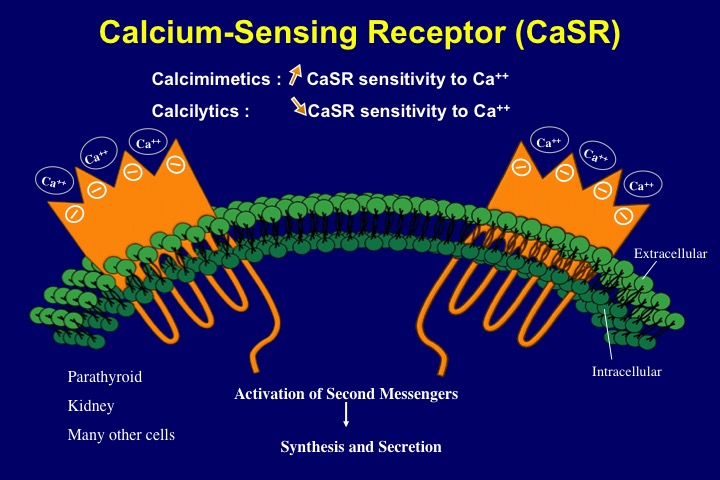 Calcium-Sensing Receptor (CaSR)
Calcimimetics : CaSR sensitivity to Ca++
Calcilytics : CaSR sensitivity to Ca++
Ca++
Ca++
Ca++
Ca++
Ca++
Ca++
Extracellular
Intracellular
Parathyroid
Kidney
Many other cells
Activation of Second Messengers
Synthesis and Secretion